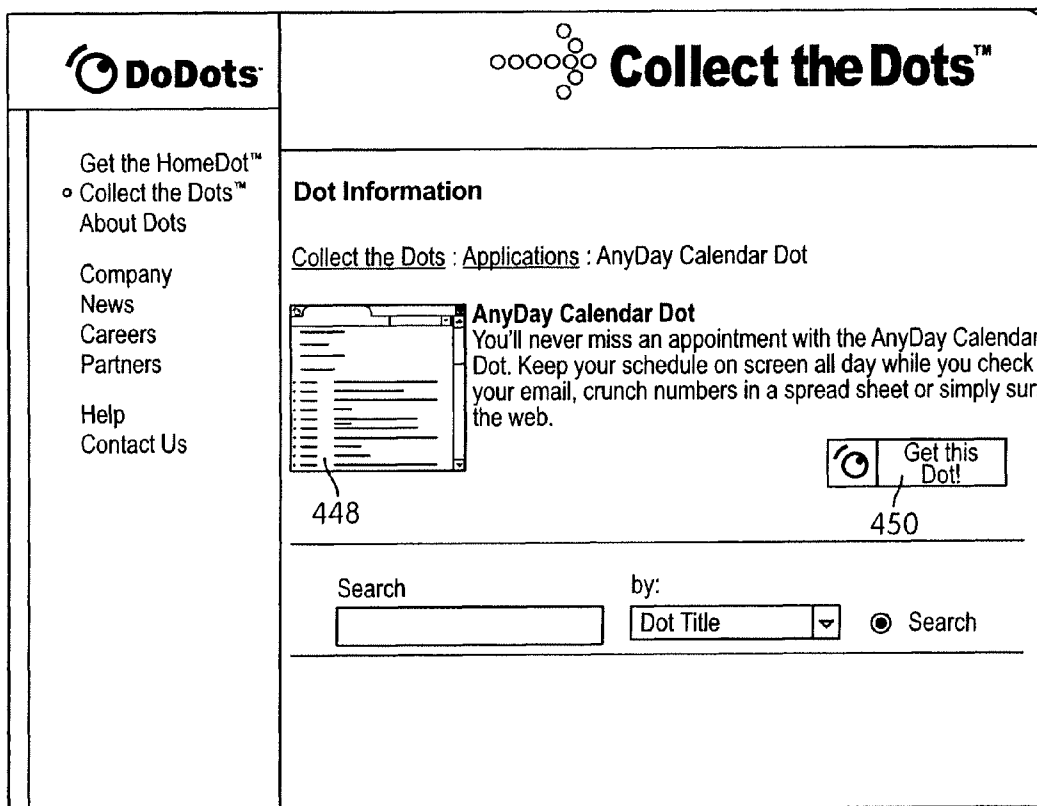 DoDots
Collect the Dots™
Get the HomeDot™
Collect the Dots™
About Dots
Company
News
Careers
Partners
Help
Contact Us
Dot Information
Collect the Dots : Applications : AnyDay Calendar Dot
AnyDay Calendar Dot
You'll never miss an appointment with the AnyDay Calendar
Dot. Keep your schedule on screen all day while you check
your email, crunch numbers in a spread sheet or simply sur
the web.
Get this
Dot!
448
450
Search
by:
Dot Title
Search